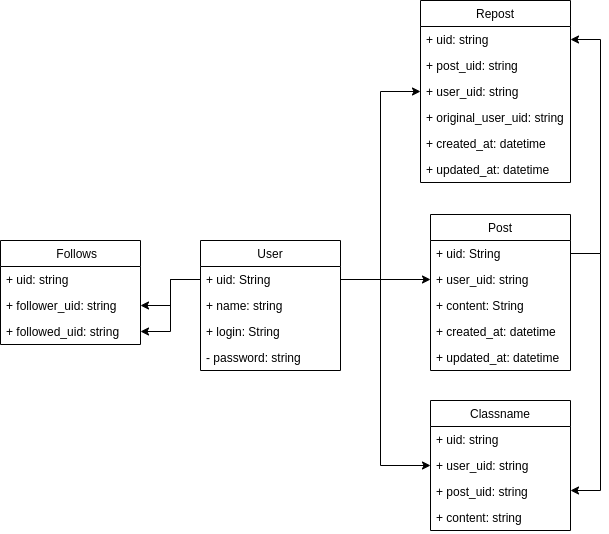 Repost
+ uid: string
+ post_uid: string
+ user_uid: string
+ original_user_uid: string
+ created_at: datetime
+ updated_at: datetime
Follows
+ uid: string
+ follower_uid: string
+ followed_uid: string
User
+ uid: String
+ name: string
+ login: String
- password: string
Post
+ uid: String
+ user_uid: string
+ content: String
+ created_at: datetime
+ updated_at: datetime
Classname
+ uid: string
+ user_uid: string
+ post_uid: string
+ content: string